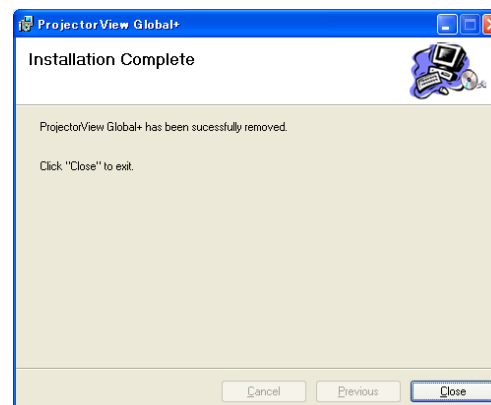 ProjectorView Global+
Installation Complete
ProjectorView Global+ has been sucessfully removed.
Click "Close" to exit.
Cancel Previous Close